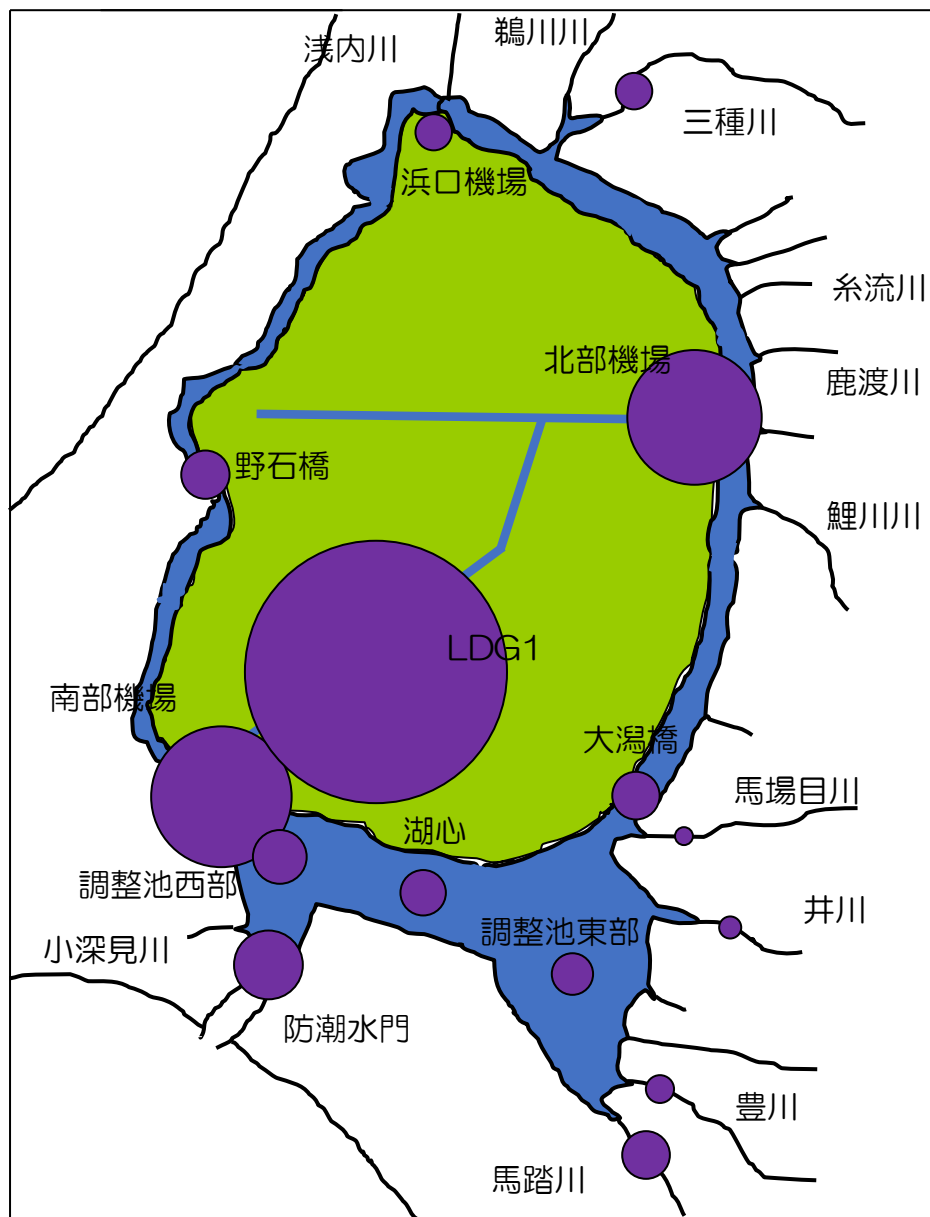 鵜川川
浅内川
三種川
浜口機場
糸流川
北部機場
鹿渡川
野石橋
鯉川川
LDG1
南部機場
大潟橋
馬場目川
湖心
調整池西部
井川
調整池東部
小深見川
防潮水門
豊川
馬踏川